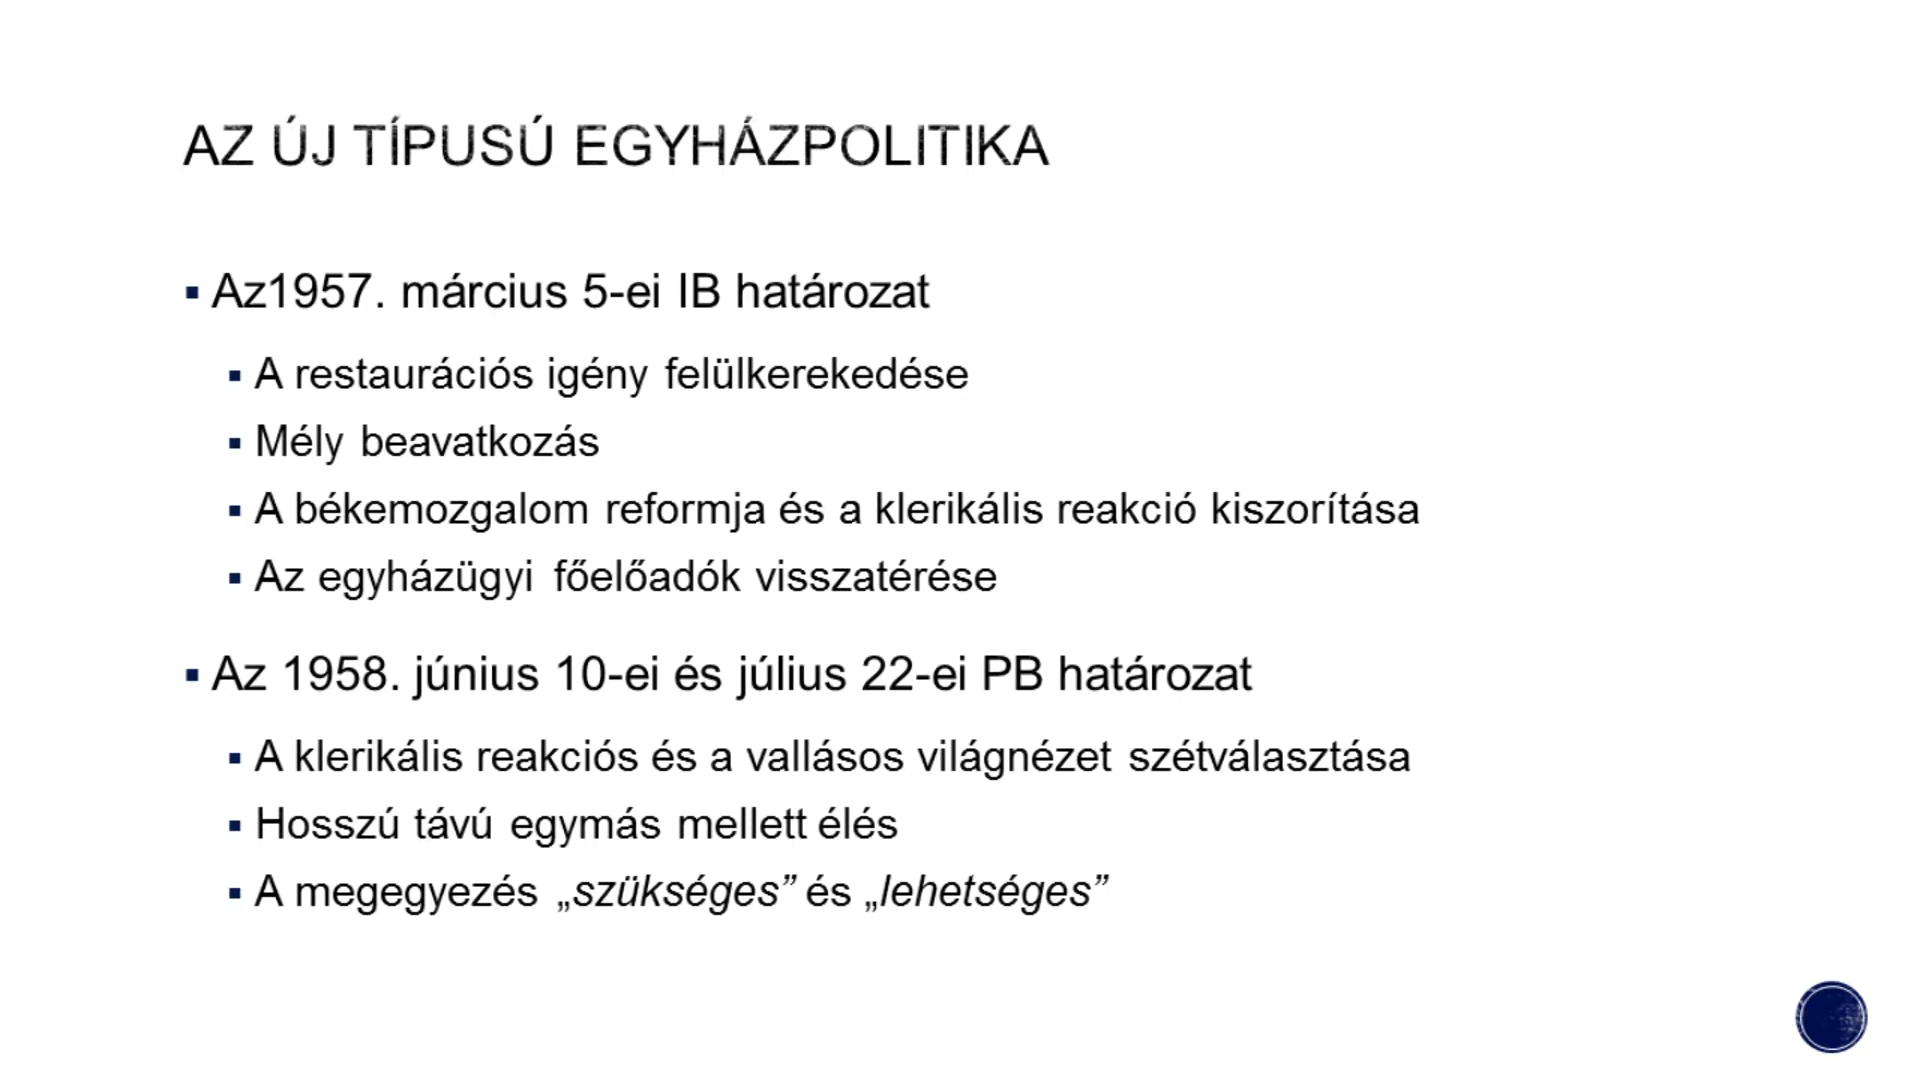 AZ ÚJ TÍPUSÚ EGYHÁZPOLITIKA
▪ Az1957. március 5-ei IB határozat
▪ A restaurációs igény felülkerekedése
▪ Mély beavatkozás
▪ A békemozgalom reformja és a klerikális reakció kiszorítása
▪ Az egyházügyi főelőadók visszatérése
▪ Az 1958. június 10-ei és július 22-ei PB határozat
▪ A klerikális reakciós és a vallásos világnézet szétválasztása
▪ Hosszú távú egymás mellett élés
▪ A megegyezés „szükséges” és „lehetséges”